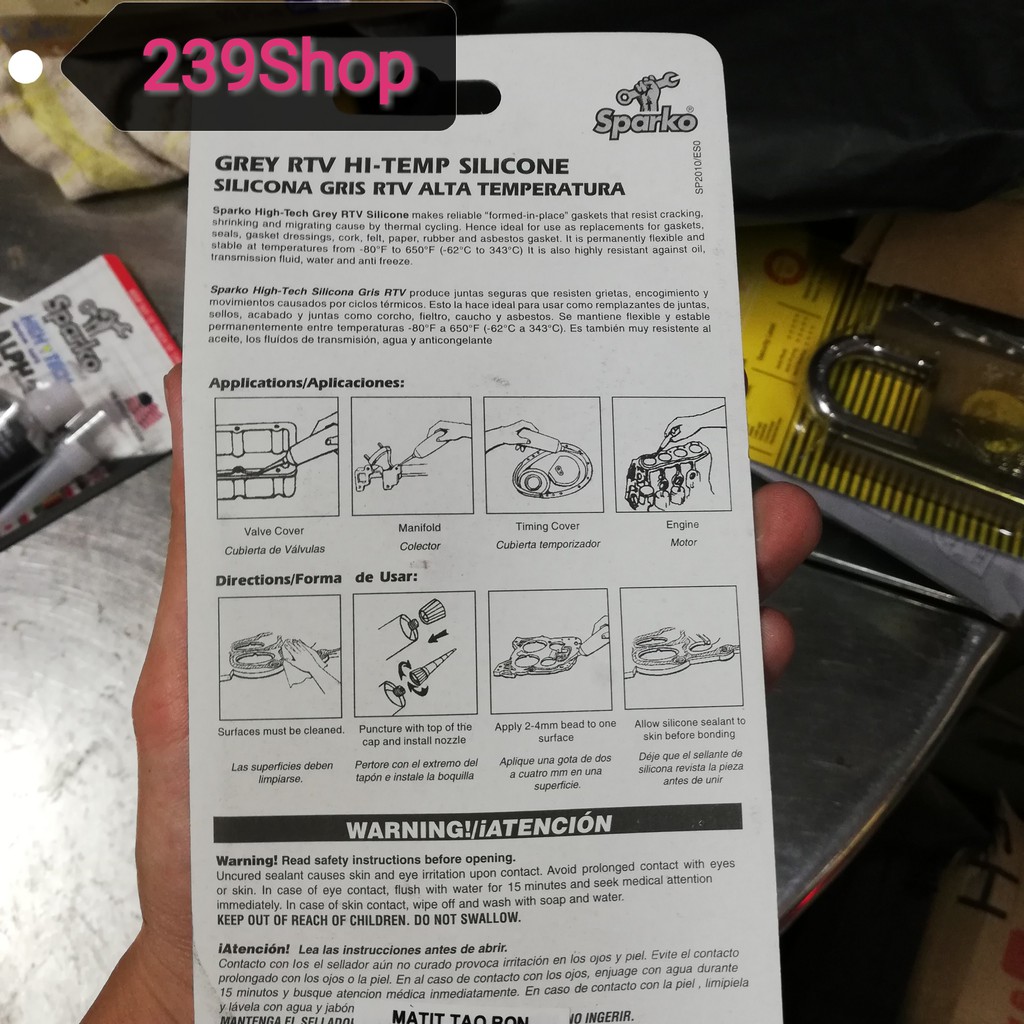 239Shop
Sparko®
SP2010/ES0
GREY RTV HI-TEMP SILICONE
SILICONA GRIS RTV ALTA TEMPERATURA
Sparko High-Tech Grey RTV Silicone makes reliable "formed-in-place" gaskets that resist cracking,
shrinking and migrating cause by thermal cycling. Hence ideal for use as replacements for gaskets,
seals, gasket dressings, cork, felt, paper, rubber and asbestos gasket. It is permanently flexible and
stable at temperatures from -80°F to 650°F (-62°C to 343°C) It is also highly resistant against oil,
transmission fluid, water and anti freeze.
Sparko High-Tech Silicona Gris RTV produce juntas seguras que resisten grietas, encogimiento y
movimientos causados por ciclos térmicos. Esto la hace ideal para usar como remplazantes de juntas,
sellos, acabado y juntas como corcho, fieltro, caucho y asbestos. Se mantiene flexible y estable
permanentemente entre temperaturas -80°F a 650°F (-62°C a 343°C). Es también muy resistente al
aceite, los fluídos de transmisión, agua y anticongelante
Applications/Aplicaciones:
Valve Cover
Cubierta de Válvulas
Manifold
Colector
Timing Cover
Cubierta temporizador
Engine
Motor
Directions/Forma de Usar:
Surfaces must be cleaned.
Las superficies deben
limpiarse.
Puncture with top of the
cap and install nozzle
Pertore con el extremo del
tapón e instale la boquilla
Apply 2-4mm bead to one
surface
Aplique una gota de dos
a cuatro mm en una
superficie.
Allow silicone sealant to
skin before bonding
Déje que el sellante de
silicona revista la pieza
antes de unir
WARNING!/¡ATENCIÓN
Warning! Read safety instructions before opening.
Uncured sealant causes skin and eye irritation upon contact. Avoid prolonged contact with eyes
or skin. In case of eye contact, flush with water for 15 minutes and seek medical attention
immediately. In case of skin contact, wipe off and wash with soap and water.
KEEP OUT OF REACH OF CHILDREN. DO NOT SWALLOW.
¡Atención! Lea las instrucciones antes de abrir.
Contacto con los el sellador aún no curado provoca irritación en los ojos y piel. Evite el contacto
prolongado con los ojos o la piel. En al caso de contacto con los ojos, enjuage con agua durante
15 minutos y busque atencion médica inmediatamente. En caso de contacto con la piel, limipiela
y lávela con agua y jabón
MANTENGA EL SELLADOR
NO INGERIR.
MATIT TAO RON
Sparko
HIGH TECH
ALPHA